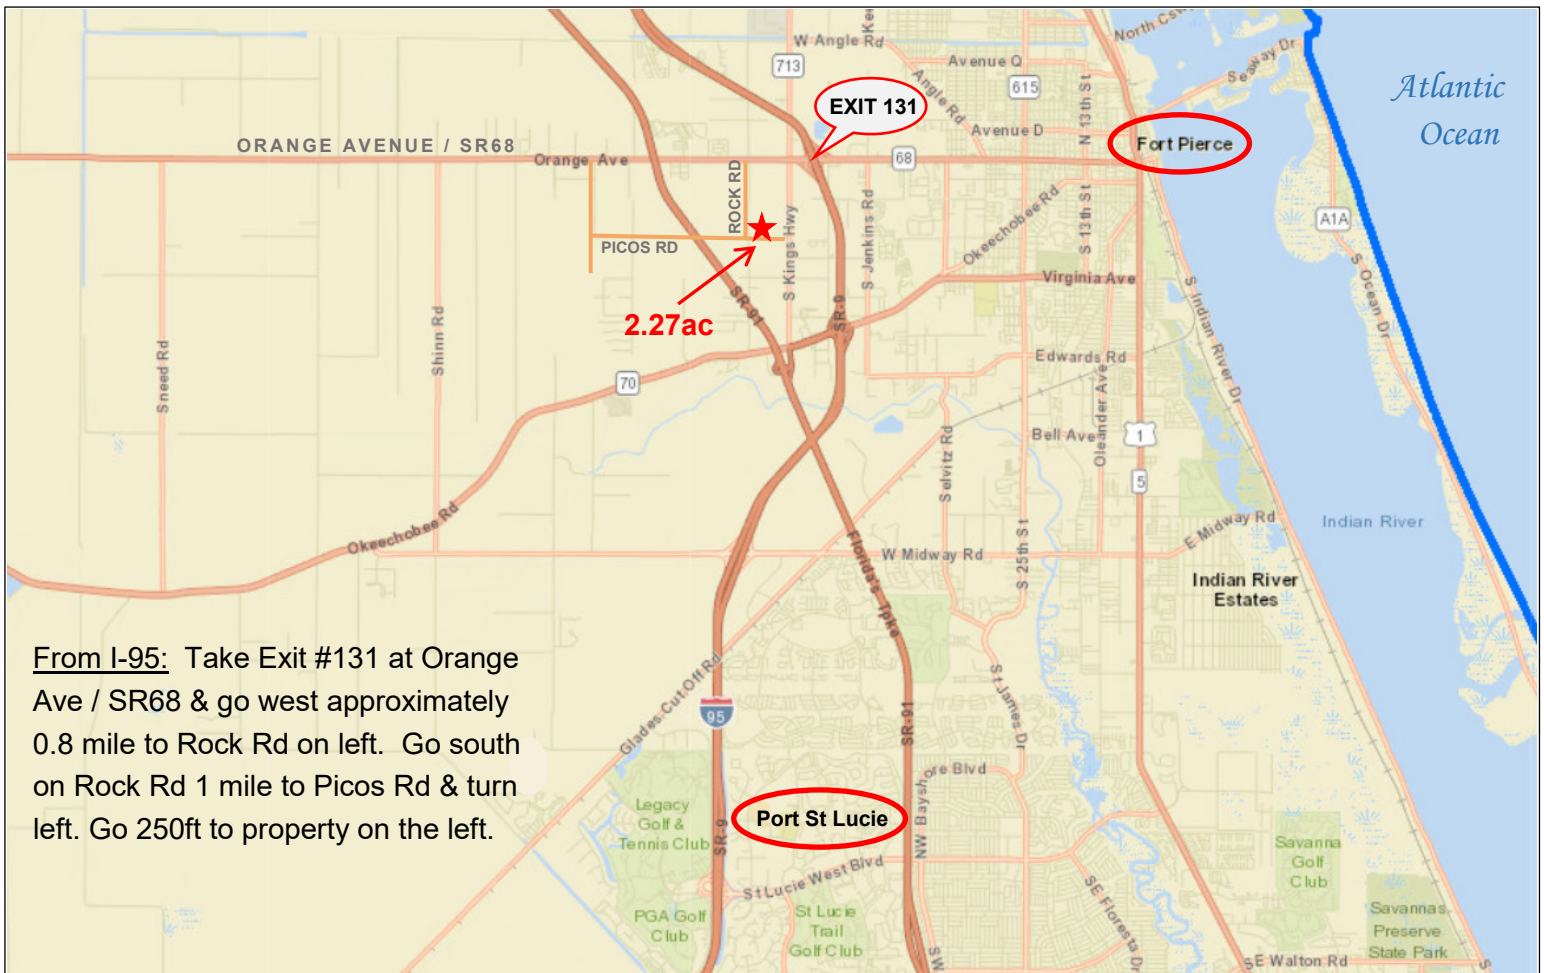 North Cswy
Kee
W Angle Rd
713
Avenue Q
Seaway Dr
Angle Rd
615
Atlantic
Ocean
EXIT 131
N 13th St
Avenue D
Fort Pierce
ORANGE AVENUE / SR68
Orange Ave
68
ROCK RD
S Jenkins Rd
Okeechobee Rd
S 13th St
A1A
PICOS RD
S Kings Hwy
S Ocean Dr
Virginia Ave
S Indian River Dr
SR-91
SR-9
2.27ac
Sneed Rd
Shinn Rd
Edwards Rd
70
Oleander Ave
Bell Ave
1
Selvitz Rd
5
Okeechobee Rd
Florida's Tpke
W Midway Rd
S 25th St
E Midway Rd
Indian River
Indian River
Estates
From I-95: Take Exit #131 at Orange
Ave / SR68 & go west approximately
0.8 mile to Rock Rd on left. Go south
on Rock Rd 1 mile to Picos Rd & turn
left. Go 250ft to property on the left.
Glades Cut Off Rd
95
SR-91
St James Dr
NW Bayshore Blvd
Legacy
Golf &
Tennis Club
SR-9
Port St Lucie
St Lucie West Blvd
Savanna
Golf
Club
PGA Golf
Club
St Lucie
Trail
Golf Club
SE Floresta Dr
Savannas
Preserve
State Park
SW
SE Walton Rd
S